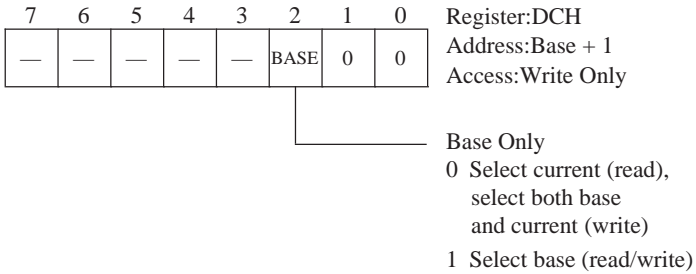 7 6 5 4 3 2 1 0
Register:DCH
— — — — — BASE 0 0
Address:Base + 1
Access:Write Only
Base Only
0 Select current (read),
select both base
and current (write)
1 Select base (read/write)